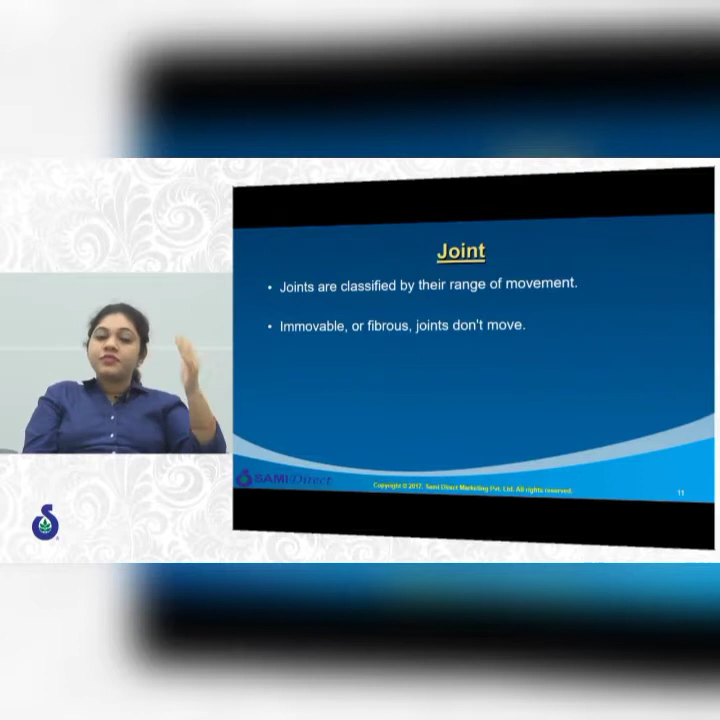 Joint
• Joints are classified by their range of movement.
• Immovable, or fibrous, joints don't move.
SAMI Direct
Copyright © 2017. Sami Direct Marketing Pvt. Ltd. All rights reserved.
11